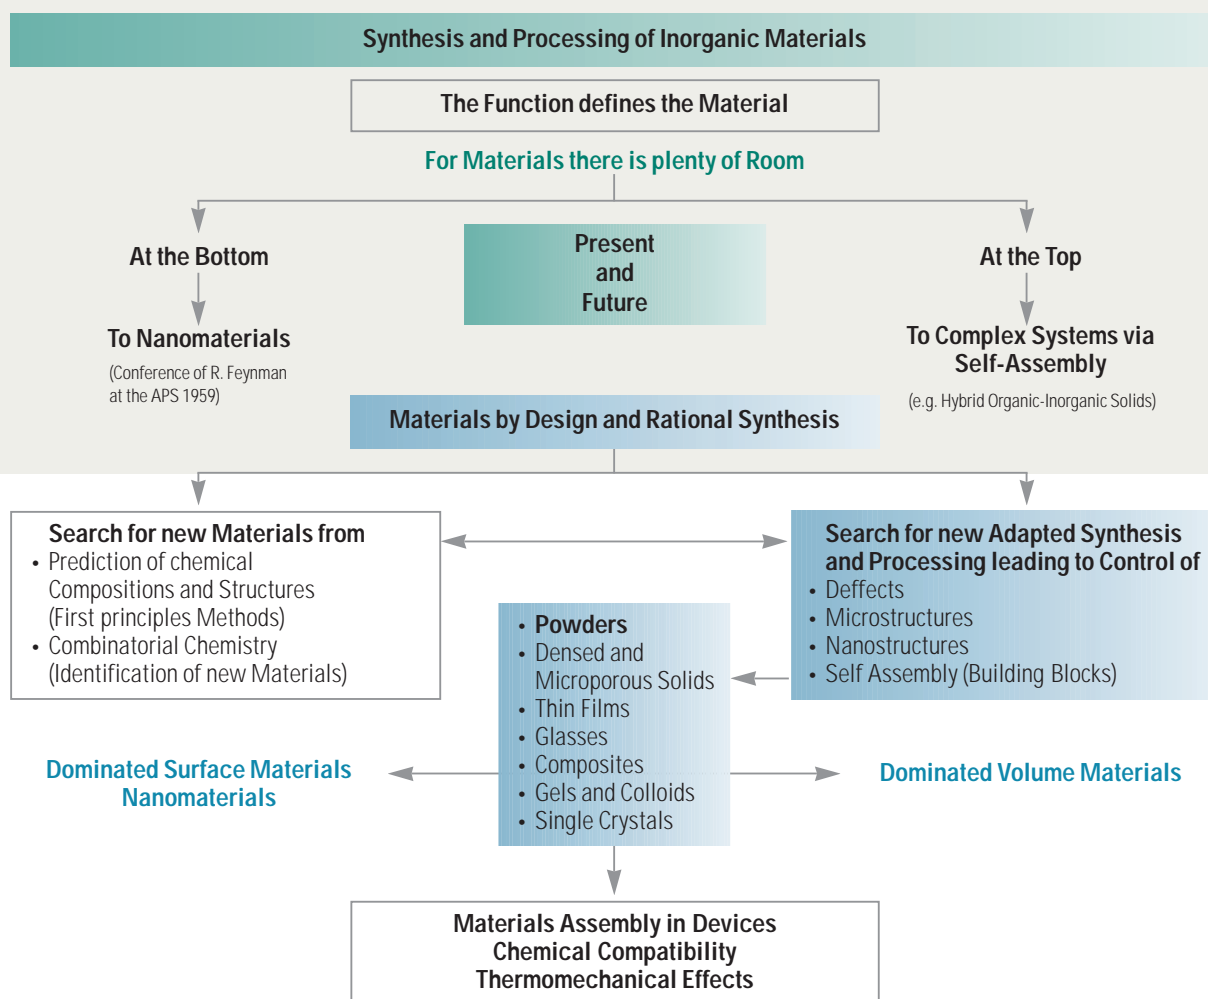 Synthesis and Processing of Inorganic Materials
The Function defines the Material
For Materials there is plenty of Room
At the Bottom
Present
and
Future
At the Top
To Nanomaterials
(Conference of R. Feynman
at the APS 1959)
To Complex Systems via
Self-Assembly
(e.g. Hybrid Organic-Inorganic Solids)
Materials by Design and Rational Synthesis
Search for new Materials from
• Prediction of chemical
Compositions and Structures
(First principles Methods)
• Combinatorial Chemistry
(Identification of new Materials)
Search for new Adapted Synthesis
and Processing leading to Control of
• Deffects
• Microstructures
• Nanostructures
• Self Assembly (Building Blocks)
• Powders
• Densed and
Microporous Solids
• Thin Films
• Glasses
• Composites
• Gels and Colloids
• Single Crystals
Dominated Surface Materials
Nanomaterials
Dominated Volume Materials
Materials Assembly in Devices
Chemical Compatibility
Thermomechanical Effects